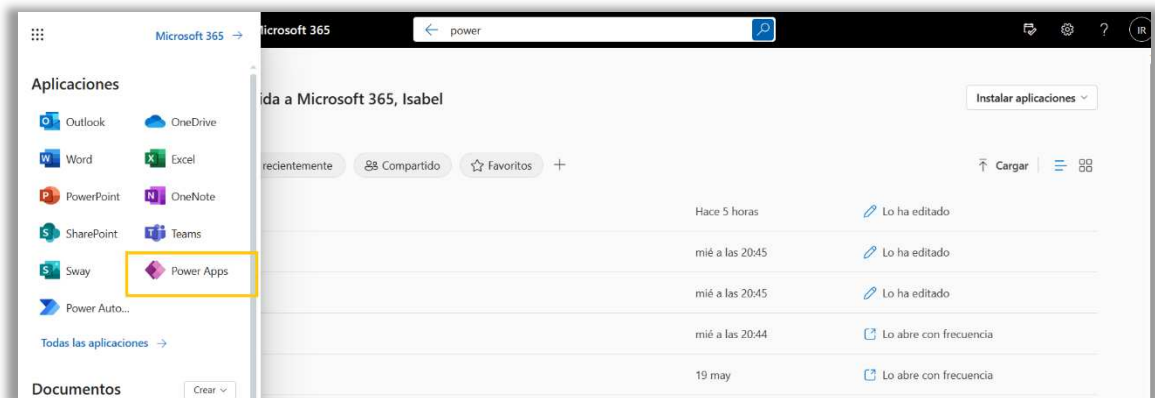 Microsoft 365 →
icrosoft 365
← power
IR
Aplicaciones
ida a Microsoft 365, Isabel
Instalar aplicaciones
Outlook
OneDrive
Word
Excel
recientemente
Compartido
Favoritos
+
Cargar
PowerPoint
OneNote
Hace 5 horas
Lo ha editado
SharePoint
Teams
mié a las 20:45
Lo ha editado
Sway
Power Apps
mié a las 20:45
Lo ha editado
Power Auto...
mié a las 20:44
Lo abre con frecuencia
Todas las aplicaciones →
19 may
Lo abre con frecuencia
Documentos
Crear